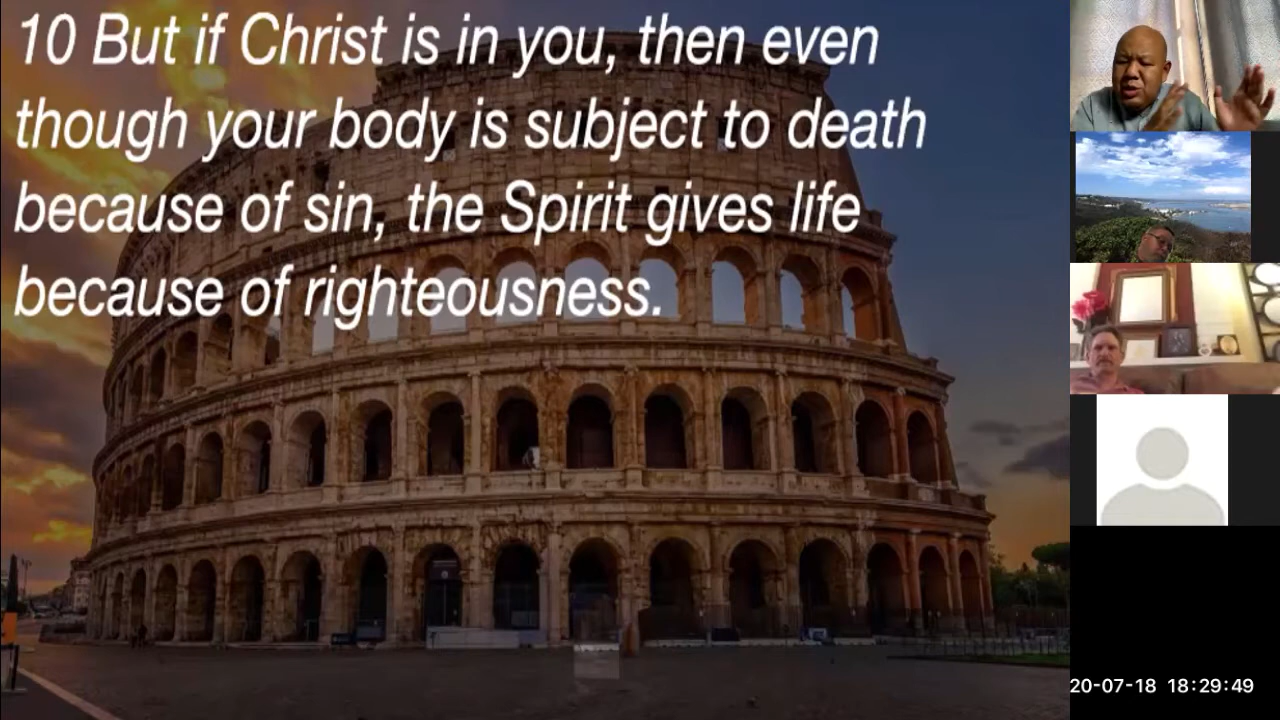 10 But if Christ is in you, then even
though your body is subject to death
because of sin, the Spirit gives life
because of righteousness.
20-07-18 18:29:49